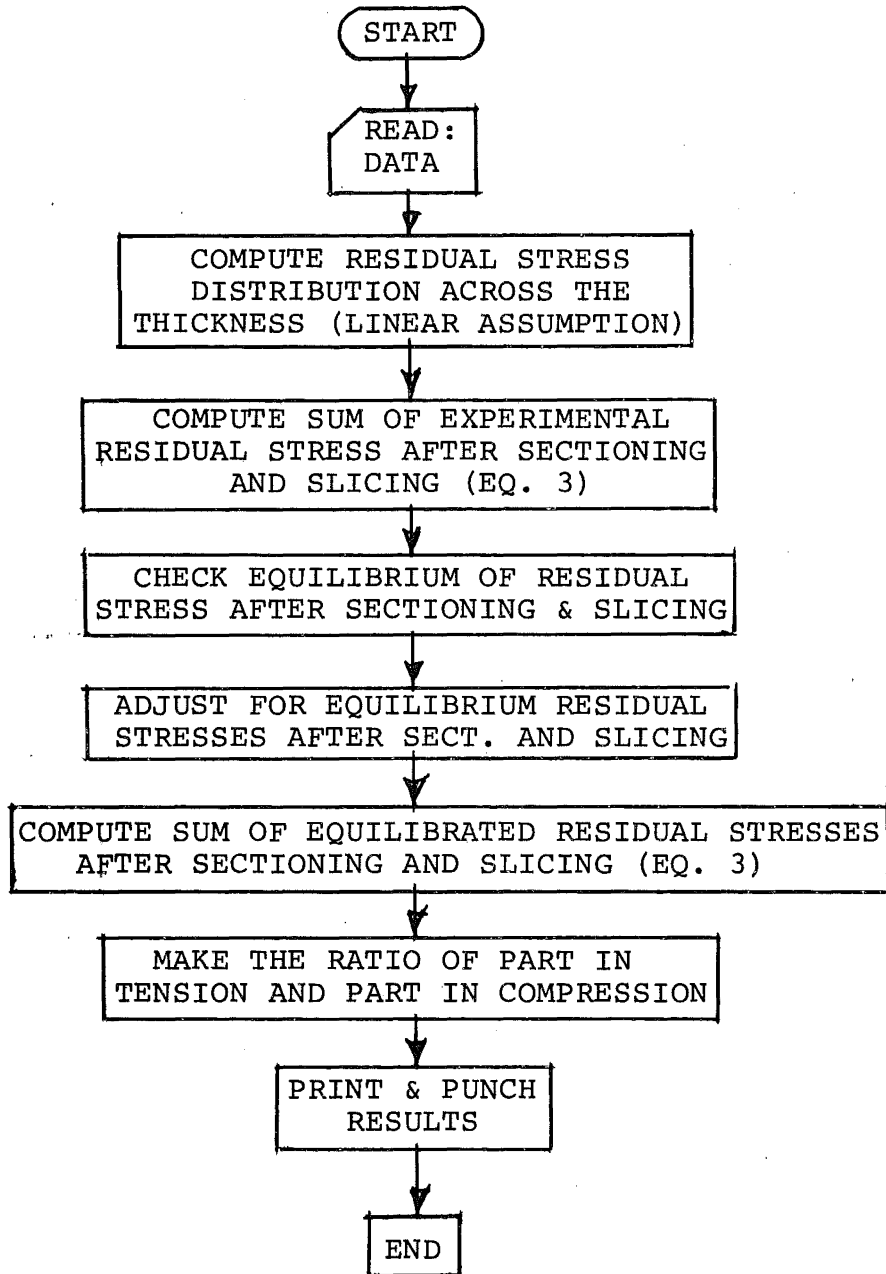 START
READ:
DATA
COMPUTE RESIDUAL STRESS
DISTRIBUTION ACROSS THE
THICKNESS (LINEAR ASSUMPTION)
COMPUTE SUM OF EXPERIMENTAL
RESIDUAL STRESS AFTER SECTIONING
AND SLICING (EQ. 3)
CHECK EQUILIBRIUM OF RESIDUAL
STRESS AFTER SECTIONING & SLICING
ADJUST FOR EQUILIBRIUM RESIDUAL
STRESSES AFTER SECT. AND SLICING
COMPUTE SUM OF EQUILIBRATED RESIDUAL STRESSES
AFTER SECTIONING AND SLICING (EQ. 3)
MAKE THE RATIO OF PART IN
TENSION AND PART IN COMPRESSION
PRINT & PUNCH
RESULTS
END